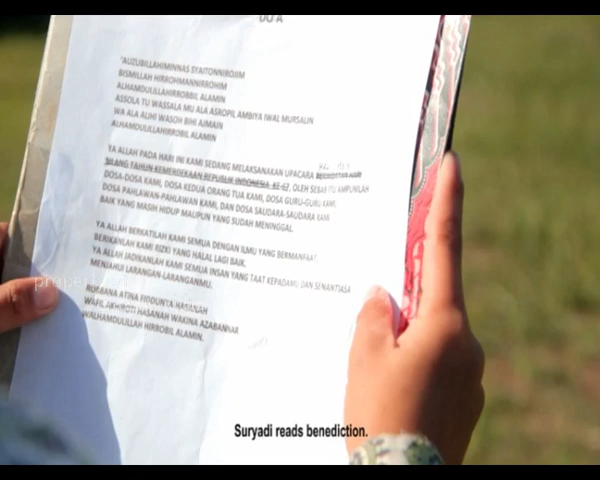 DO'A
"AUZUBILLAHIMINNAS SYAITONNIROJIM
BISMILLAH HIRROHMANNIRROHIM
ALHAMDULILLAHIRROBBIL ALAMIN
ASSOLA TU WASSALA MU ALA ASROPIL AMBIYA IWAL MURSALIN
WA ALA ALIHI WASOH BIHI AJMAIN
ALHAMDULILLAHIRROBIL ALAMIN
YA ALLAH PADA HARI INI KAMI SEDANG MELAKSANAKAN UPACARA
ULANG TAHUN KEMERDEKAAN REPUBLIK INDONESIA KE-67, OLEH SEBAB ITU AMPUNILAH
DOSA-DOSA KAMI, DOSA KEDUA ORANG TUA KAMI, DOSA GURU-GURU KAMI,
DOSA PAHLAWAN-PAHLAWAN KAMI, DAN DOSA SAUDARA-SAUDARA KAMI
BAIK YANG MASIH HIDUP MAUPUN YANG SUDAH MENINGGAL.
YA ALLAH BERKATILAH KAMI SEMUA DENGAN ILMU YANG BERMANFAAT,
BERIKANLAH KAMI RIZKI YANG HALAL LAGI BAIK.
YA ALLAH JADIKANLAH KAMI SEMUA INSAN YANG TAAT KEPADAMU DAN SENANTIASA
MENJAHUI LARANGAN-LARANGANMU.
ROBBANA ATINA FIDDUNYA HASANAH
WAFIL AKHIROTI HASANAH WAKINA AZABANNAR
WALHAMDULILLAH HIRROBIL ALAMIN.
Suryadi reads benediction.